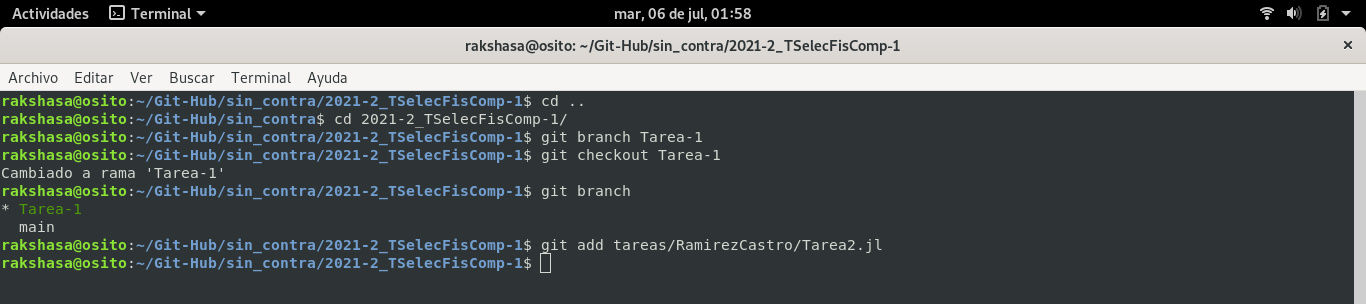 Actividades Terminal mar, 06 de jul, 01:58
rakshasa@osito: ~/Git-Hub/sin_contra/2021-2_TSelecFisComp-1 ×
Archivo Editar Ver Buscar Terminal Ayuda
rakshasa@osito:~/Git-Hub/sin_contra/2021-2_TSelecFisComp-1$ cd ..
rakshasa@osito:~/Git-Hub/sin_contra$ cd 2021-2_TSelecFisComp-1/
rakshasa@osito:~/Git-Hub/sin_contra/2021-2_TSelecFisComp-1$ git branch Tarea-1
rakshasa@osito:~/Git-Hub/sin_contra/2021-2_TSelecFisComp-1$ git checkout Tarea-1
Cambiado a rama 'Tarea-1'
rakshasa@osito:~/Git-Hub/sin_contra/2021-2_TSelecFisComp-1$ git branch
* Tarea-1
  main
rakshasa@osito:~/Git-Hub/sin_contra/2021-2_TSelecFisComp-1$ git add tareas/RamirezCastro/Tarea2.jl
rakshasa@osito:~/Git-Hub/sin_contra/2021-2_TSelecFisComp-1$